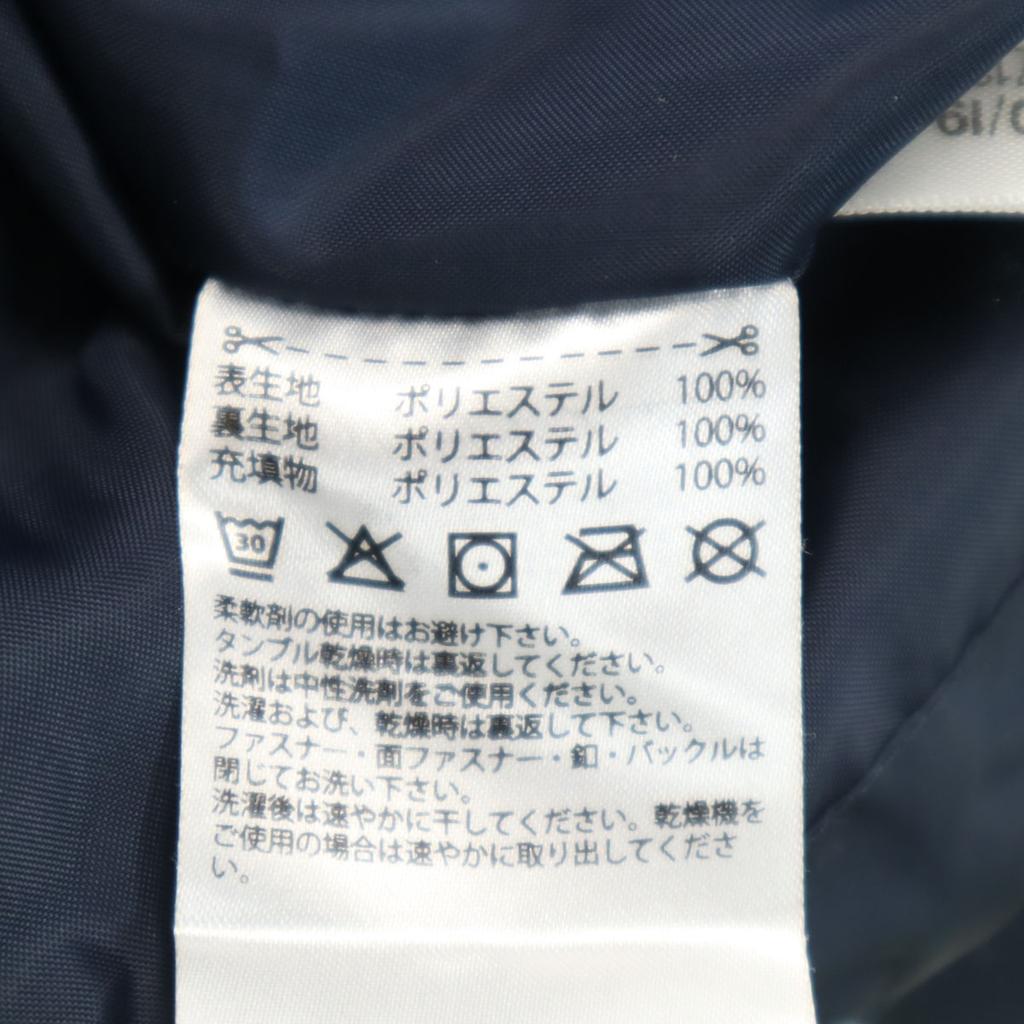 6I/
表生地 ポリエステル 100%
裏生地 ポリエステル 100%
充填物 ポリエステル 100%
30
柔軟剤の使用はお避け下さい。
タンブル乾燥時は裏返してください。
洗剤は中性洗剤をご使用ください。
洗濯および、乾燥時は裏返して下さい。
ファスナー・面ファスナー・釦・バックルは
閉じてお洗い下さい。
洗濯後は速やかに干してください。乾燥機を
ご使用の場合は速やかに取り出してくださ
い。